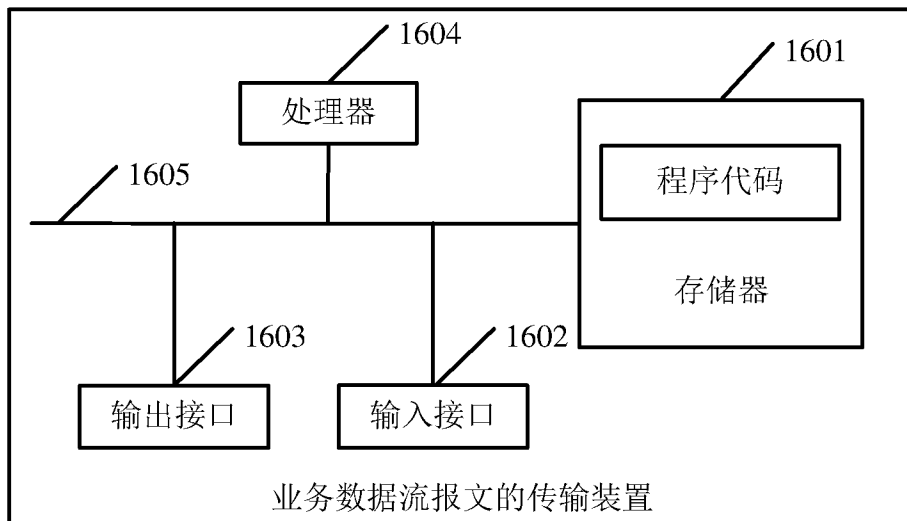 1604
1601
处理器
程序代码
1605
存储器
1603
1602
输出接口
输入接口
业务数据流报文的传输装置